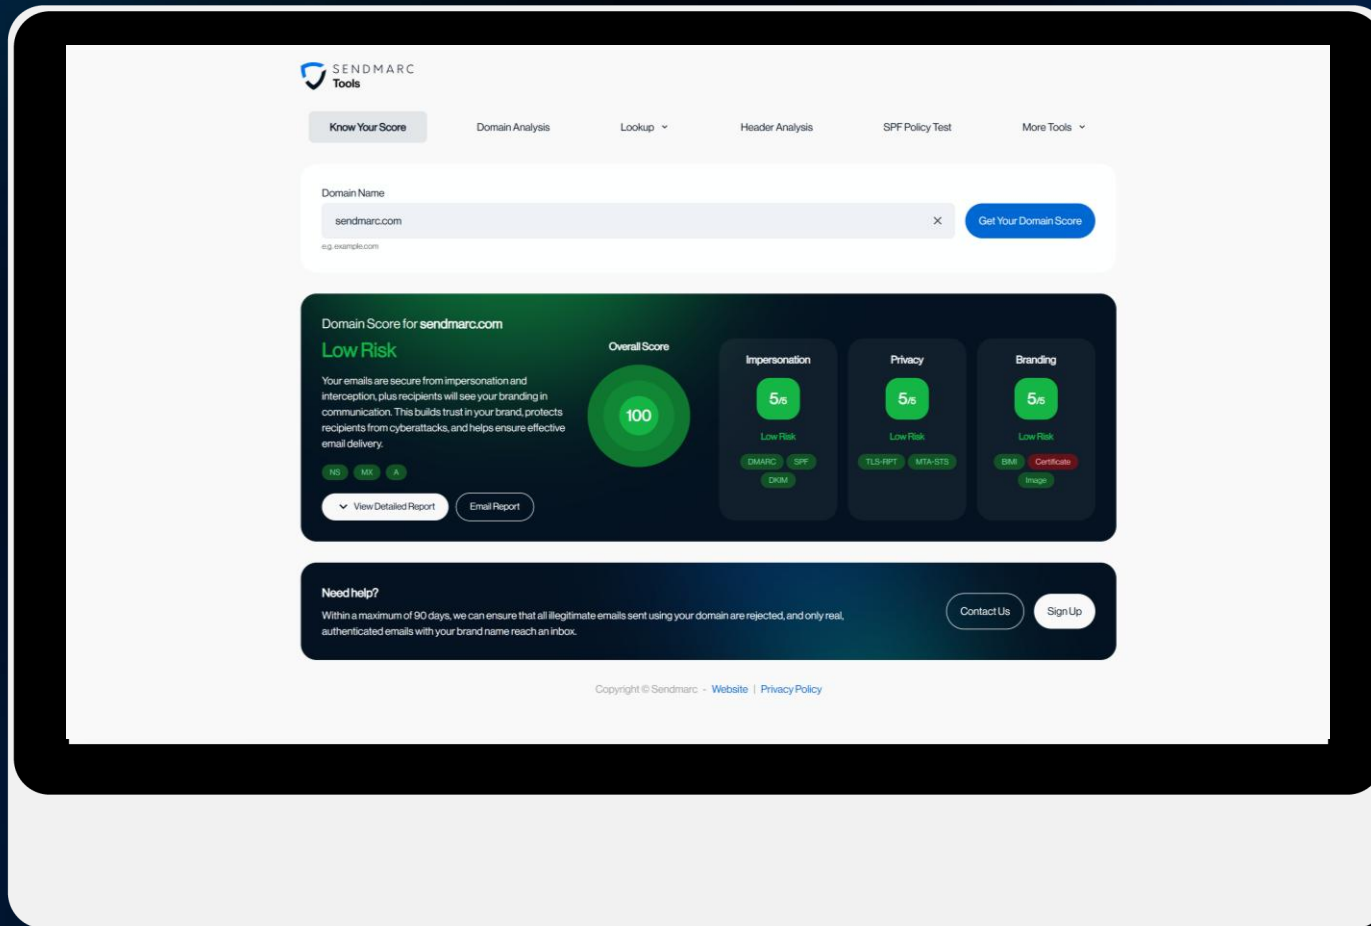 SENDMARC
Tools
Know Your Score
Domain Analysis
Lookup
Header Analysis
SPF Policy Test
More Tools
Domain Name
sendmarc.com
Get Your Domain Score
e.g. example.com
Domain Score for sendmarc.com
Low Risk
Your emails are secure from impersonation and
interception, plus recipients will see your branding in
communication. This builds trust in your brand, protects
recipients from cyberattacks, and helps ensure effective
email delivery.
NS MX A
View Detailed Report
Email Report
Overall Score
100
Impersonation
5/5
Low Risk
DMARC SPF
DKIM
Privacy
5/5
Low Risk
TLS-RPT MTA-STS
Branding
5/5
Low Risk
BIMI Certificate
Image
Need help?
Within a maximum of 90 days, we can ensure that all illegitimate emails sent using your domain are rejected, and only real,
authenticated emails with your brand name reach an inbox.
Contact Us
Sign Up
Copyright © Sendmarc - Website | Privacy Policy